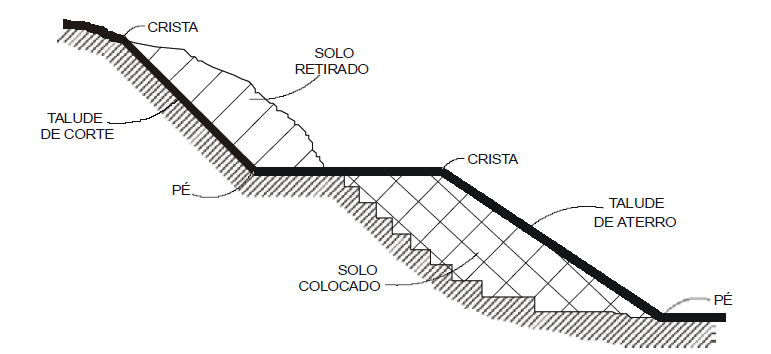 CRISTA
SOLO
RETIRADO
TALUDE
DE CORTE
PÉ
CRISTA
TALUDE
DE ATERRO
SOLO
COLOCADO
PÉ